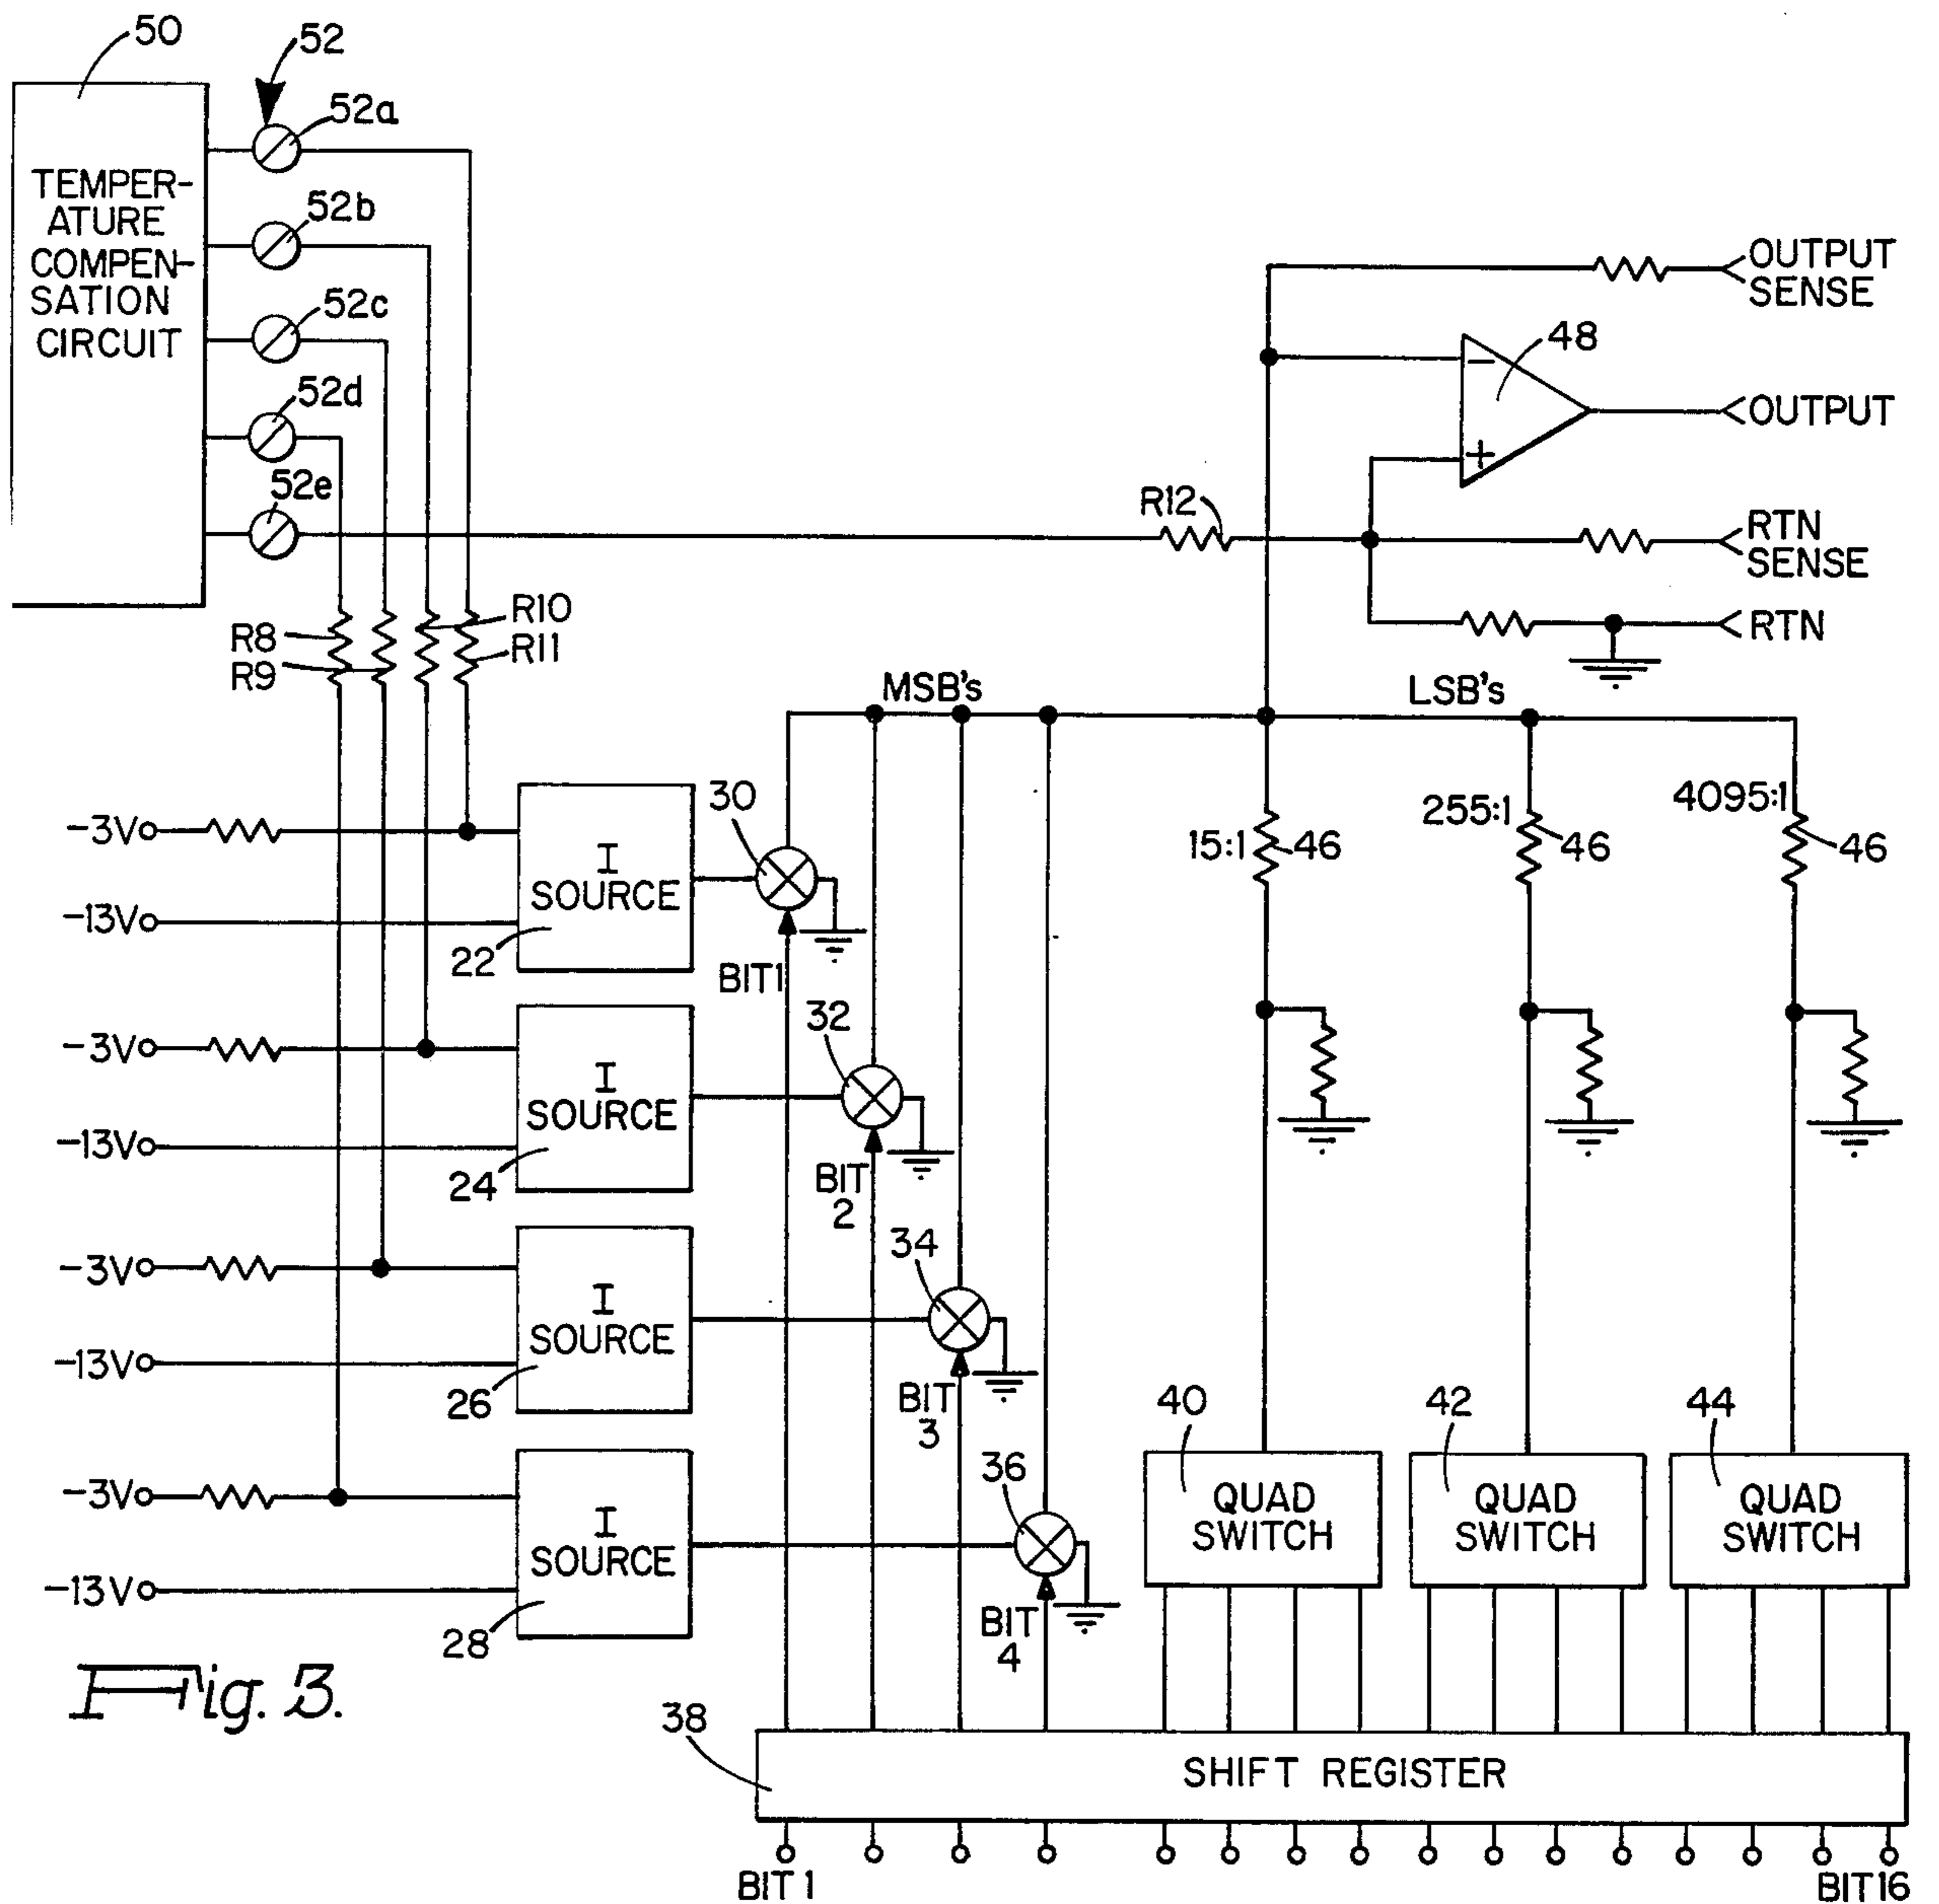 50
52
52a
TEMPER-
ATURE
COMPEN-
SATION
CIRCUIT
52b
52c
52d
52e
OUTPUT
SENSE
48
−
+
OUTPUT
R12
RTN
SENSE
RTN
R8
R9
R10
R11
MSB's
LSB's
-3V
-13V
I
SOURCE
22
30
BIT1
15:1
46
255:1
46
4095:1
46
-3V
-13V
I
SOURCE
24
32
BIT
2
-3V
-13V
I
SOURCE
26
34
BIT
3
-3V
-13V
I
SOURCE
28
36
BIT
4
40
QUAD
SWITCH
42
QUAD
SWITCH
44
QUAD
SWITCH
Fig. 3.
38
SHIFT REGISTER
BIT 1
BIT16